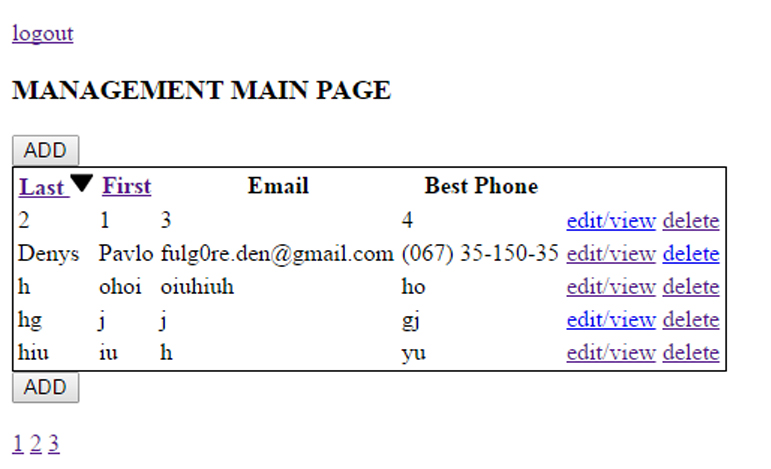 logout
MANAGEMENT MAIN PAGE
ADD
Last First Email Best Phone
2 1 3 4 edit/view delete
Denys Pavlo fulg0re.den@gmail.com (067) 35-150-35 edit/view delete
h ohoi oiuhiuh ho edit/view delete
hg j j gj edit/view delete
hiu iu h yu edit/view delete
ADD
1 2 3